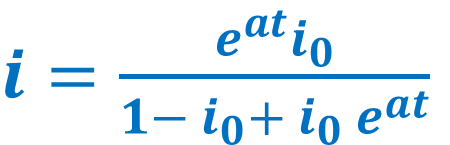 i = e^{at} i_0 / (1 − i_0 + i_0 e^{at})